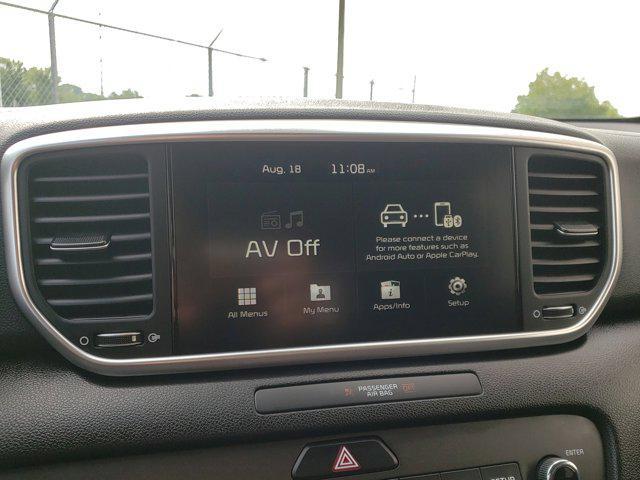 Aug. 18 11:08 AM
AV Off
Please connect a device
for more features such as
Android Auto or Apple CarPlay.
All Menus
My Menu
Apps/Info
Setup
PASSENGER
AIR BAG
OFF
ENTER
SETUP